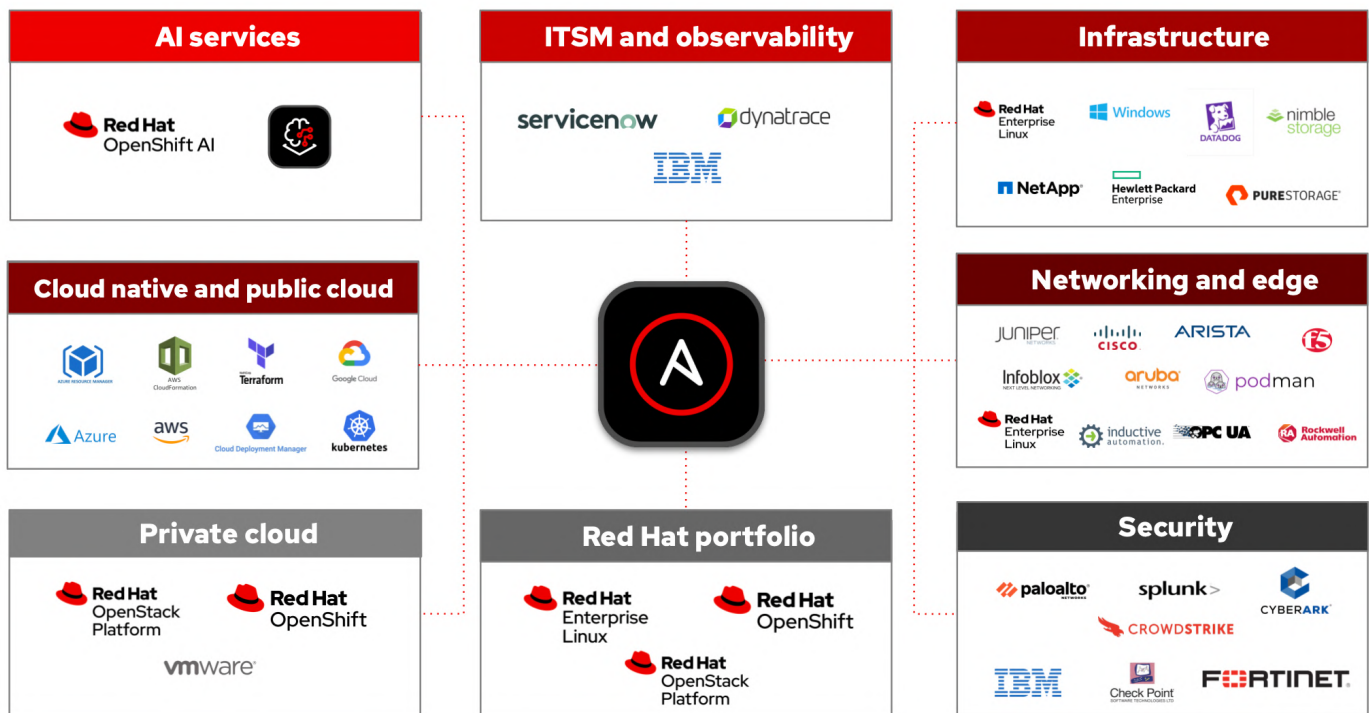 AI services
Red Hat
OpenShift AI
ITSM and observability
servicenow
dynatrace
IBM
Infrastructure
Red Hat
Enterprise
Linux
Windows
DATADOG
nimble
storage
NetApp
Hewlett Packard
Enterprise
PURESTORAGE
Cloud native and public cloud
AZURE RESOURCE MANAGER
AWS
CloudFormation
Terraform
Google Cloud
Azure
aws
Cloud Deployment Manager
kubernetes
A
Networking and edge
JUNIPER
NETWORKS
CISCO
ARISTA
f5
Infoblox
NEXT LEVEL NETWORKING
aruba
NETWORKS
podman
Red Hat
Enterprise
Linux
inductive
automation.
OPC UA
RA
Rockwell
Automation
Private cloud
Red Hat
OpenStack
Platform
Red Hat
OpenShift
vmware
Red Hat portfolio
Red Hat
Enterprise
Linux
Red Hat
OpenShift
Red Hat
OpenStack
Platform
Security
paloalto
NETWORKS
splunk>
CYBERARK
CROWDSTRIKE
IBM
Check Point
SOFTWARE TECHNOLOGIES LTD
FORTINET